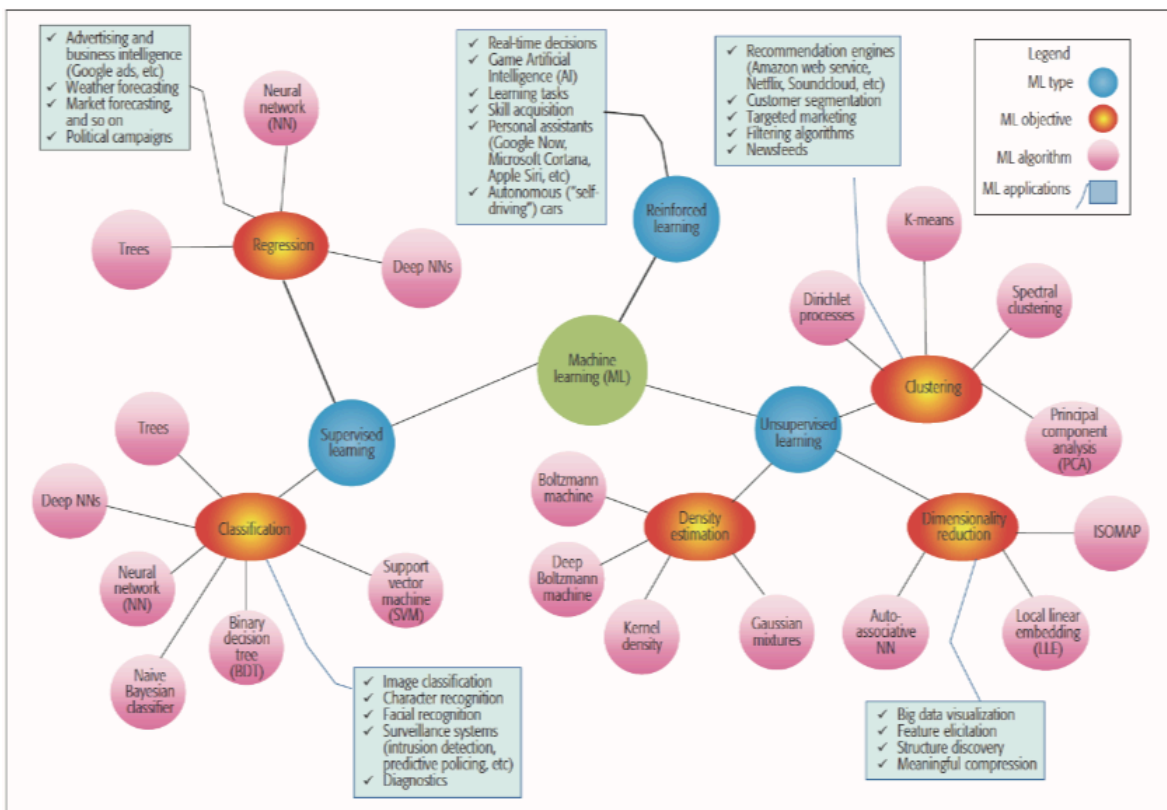 ✓ Advertising and
business intelligence
(Google ads, etc)
✓ Weather forecasting
✓ Market forecasting,
and so on
✓ Political campaigns
Neural
network
(NN)
Trees
Regression
Deep NNs
✓ Real-time decisions
✓ Game Artificial
Intelligence (AI)
✓ Learning tasks
✓ Skill acquisition
✓ Personal assistants
(Google Now,
Microsoft Cortana,
Apple Siri, etc)
✓ Autonomous ("self-
driving") cars
Reinforced
learning
✓ Recommendation engines
(Amazon web service,
Netflix, Soundcloud, etc)
✓ Customer segmentation
✓ Targeted marketing
✓ Filtering algorithms
✓ Newsfeeds
Legend
ML type
ML objective
ML algorithm
ML applications
K-means
Dirichlet
processes
Spectral
clustering
Clustering
Principal
component
analysis
(PCA)
Machine
learning (ML)
Supervised
learning
Unsupervised
learning
Trees
Deep NNs
Classification
Neural
network
(NN)
Naive
Bayesian
classifier
Binary
decision
tree
(BDT)
Support
vector
machine
(SVM)
✓ Image classification
✓ Character recognition
✓ Facial recognition
✓ Surveillance systems
(intrusion detection,
predictive policing, etc)
✓ Diagnostics
Boltzmann
machine
Density
estimation
Deep
Boltzmann
machine
Kernel
density
Gaussian
mixtures
Dimensionality
reduction
ISOMAP
Auto-
associative
NN
Local linear
embedding
(LLE)
✓ Big data visualization
✓ Feature elicitation
✓ Structure discovery
✓ Meaningful compression